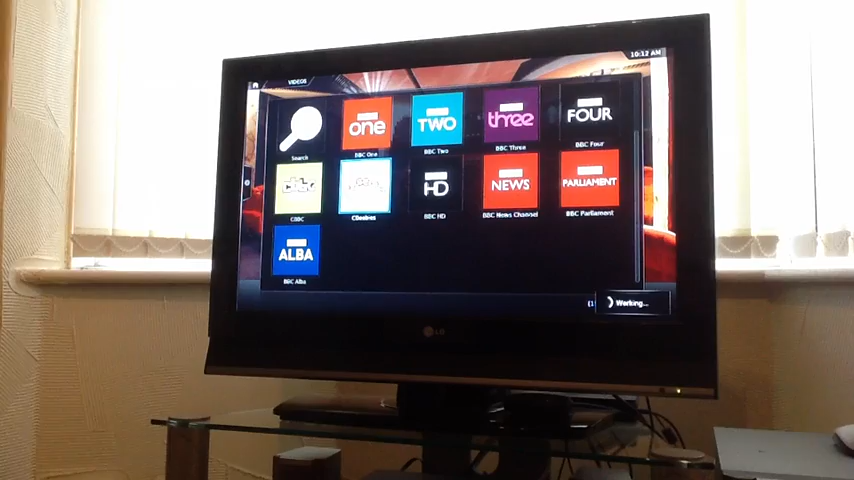 VIDEOS
10:12 AM
one
TWO
three
FOUR
Search
BBC One
BBC Two
BBC Three
BBC Four
HD
NEWS
PARLIAMENT
CBBC
CBeebies
BBC HD
BBC News Channel
BBC Parliament
ALBA
BBC Alba
Working...
LG